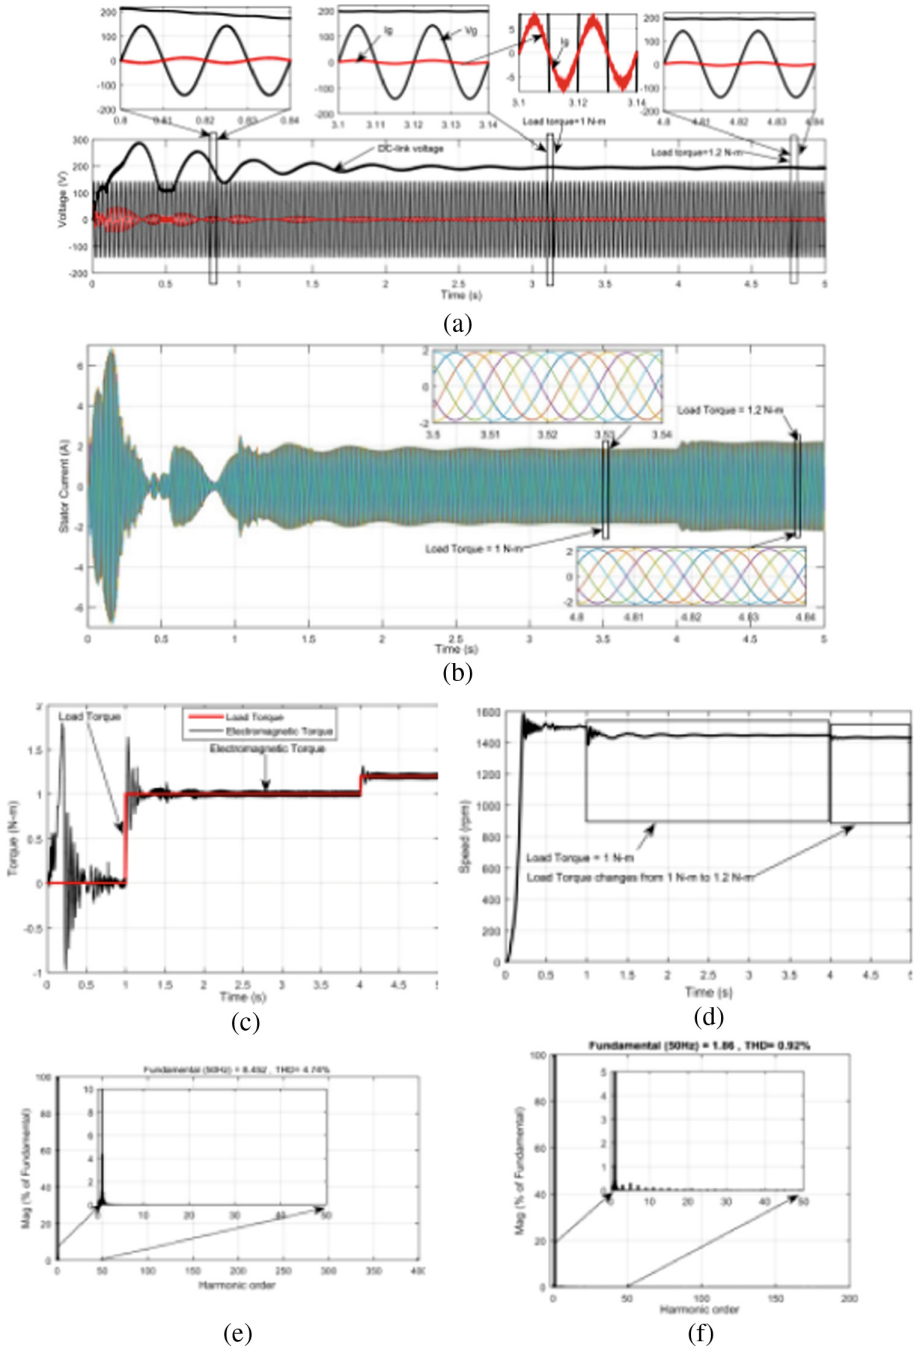 200
100
0
-100
-200
0.8 0.81 0.82 0.83 0.84
200
100
0
-100
-200
Ig
Vg
3.1 3.11 3.12 3.13 3.14
5
0
-5
Ig
3.1 3.12 3.14
200
100
0
-100
-200
4.8 4.81 4.82 4.83 4.84
Load torque=1 N-m
Load torque=1.2 N-m
DC-link voltage
Voltage (V)
300
200
100
0
-100
-200
0 0.5 1 1.5 2 2.5 3 3.5 4 4.5 5
Time (s)
(a)
Stator Current (A)
6
4
2
0
-2
-4
-6
2
0
-2
3.5 3.51 3.52 3.53 3.54
Load Torque = 1.2 N-m
Load Torque = 1 N-m
2
0
-2
4.8 4.81 4.82 4.83 4.84
0 0.5 1 1.5 2 2.5 3 3.5 4 4.5 5
Time (s)
(b)
Torque (N-m)
2
1.5
1
0.5
0
-0.5
-1
Load Torque
Load Torque
Electromagnetic Torque
Electromagnetic Torque
0 0.5 1 1.5 2 2.5 3 3.5 4 4.5
Time (s)
(c)
Speed (rpm)
1600
1400
1200
1000
800
600
400
200
0
Load Torque = 1 N-m
Load Torque changes from 1 N-m to 1.2 N-m
0 0.5 1 1.5 2 2.5 3 3.5 4 4.5 5
Time (s)
(d)
Fundamental (50Hz) = 8.452 , THD= 4.74%
Mag (% of Fundamental)
100
80
60
40
20
0
10
8
6
4
2
0
10 20 30 40 50
0 50 100 150 200 250 300 350
Harmonic order
(e)
Fundamental (50Hz) = 1.86 , THD= 0.92%
Mag (% of Fundamental)
100
80
60
40
20
0
5
4
3
2
1
0
0 10 20 30 40 50
0 50 100 150 200
Harmonic order
(f)